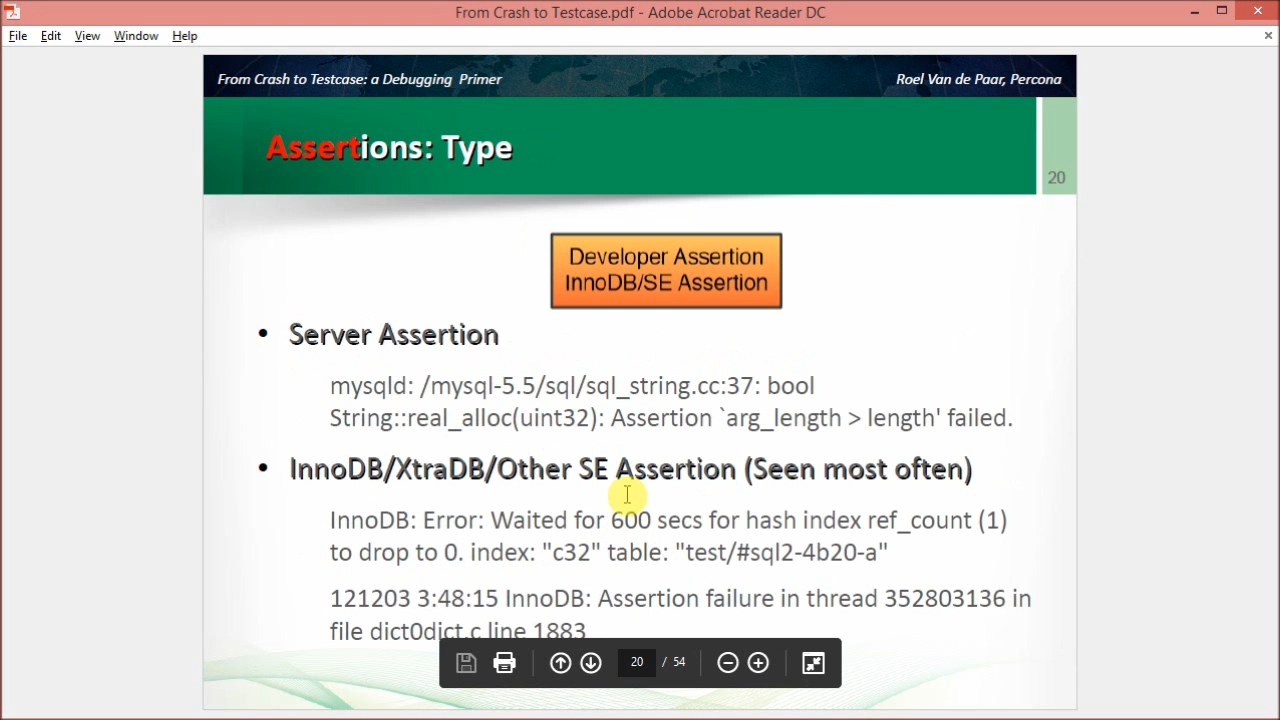 From Crash to Testcase.pdf - Adobe Acrobat Reader DC
File Edit View Window Help
From Crash to Testcase: a Debugging Primer
Roel Van de Paar, Percona
Assertions: Type
20
Developer Assertion
InnoDB/SE Assertion
• Server Assertion
mysqld: /mysql-5.5/sql/sql_string.cc:37: bool
String::real_alloc(uint32): Assertion `arg_length > length' failed.
• InnoDB/XtraDB/Other SE Assertion (Seen most often)
InnoDB: Error: Waited for 600 secs for hash index ref_count (1)
to drop to 0. index: "c32" table: "test/#sql2-4b20-a"
121203 3:48:15 InnoDB: Assertion failure in thread 352803136 in
file dict0dict.c line 1883
20 / 54